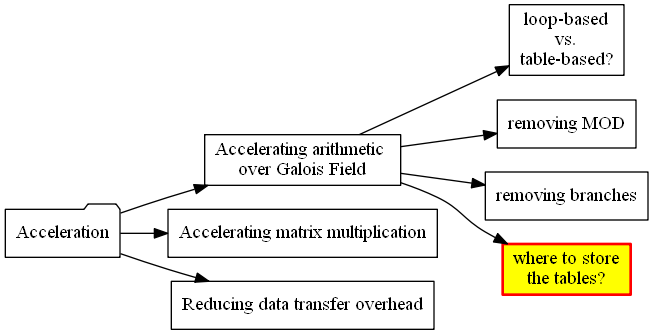 loop-based
vs.
table-based?
removing MOD
Accelerating arithmetic
over Galois Field
removing branches
Acceleration
Accelerating matrix multiplication
where to store
the tables?
Reducing data transfer overhead